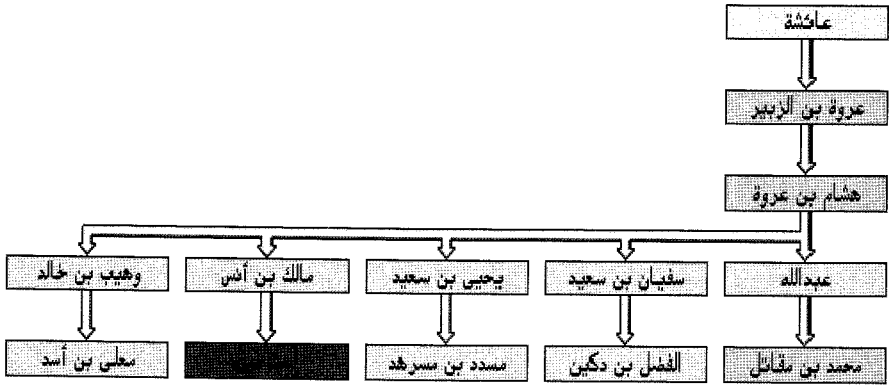 عائشة
عروة بن الزبير
هشام بن عروة
عبدالله
سفيان بن سعيد
يحيى بن سعيد
مالك بن أنس
وهيب بن خالد
محمد بن مقاتل
الفضل بن دكين
مسدد بن مسرهد
معلى بن أسد